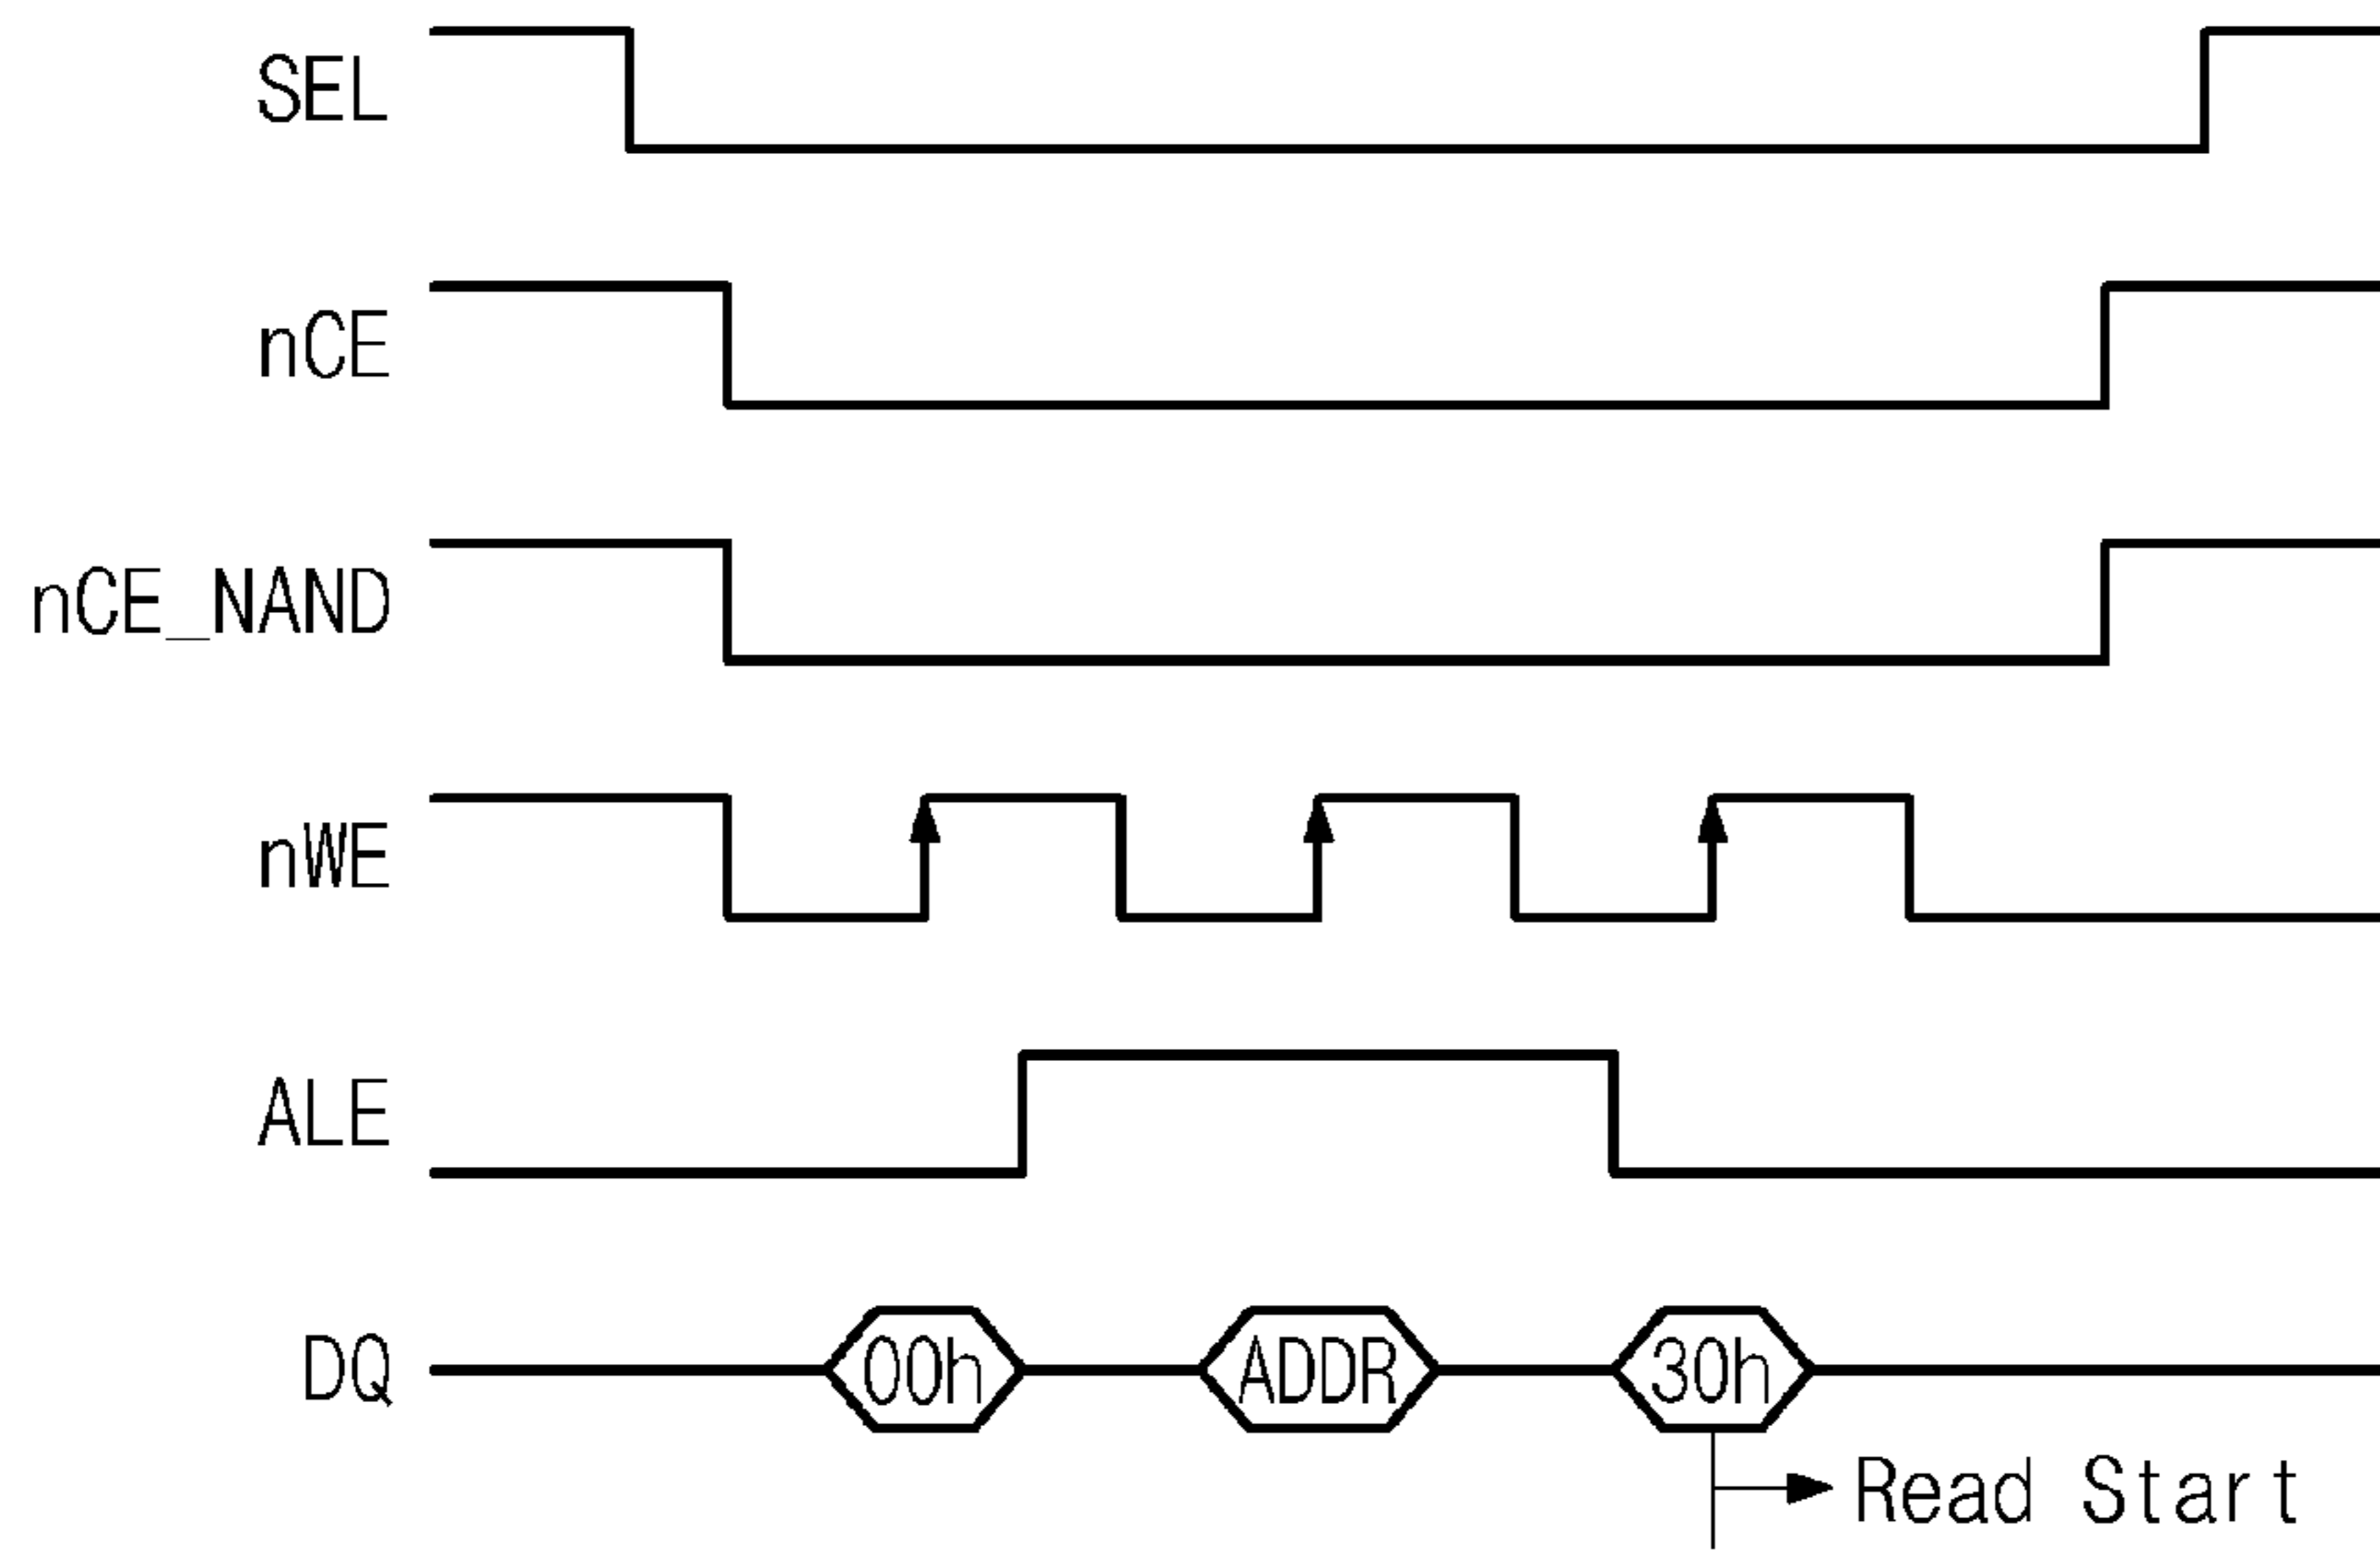 SEL
nCE
nCE_NAND
nWE
ALE
DQ 00h ADDR 30h
Read Start